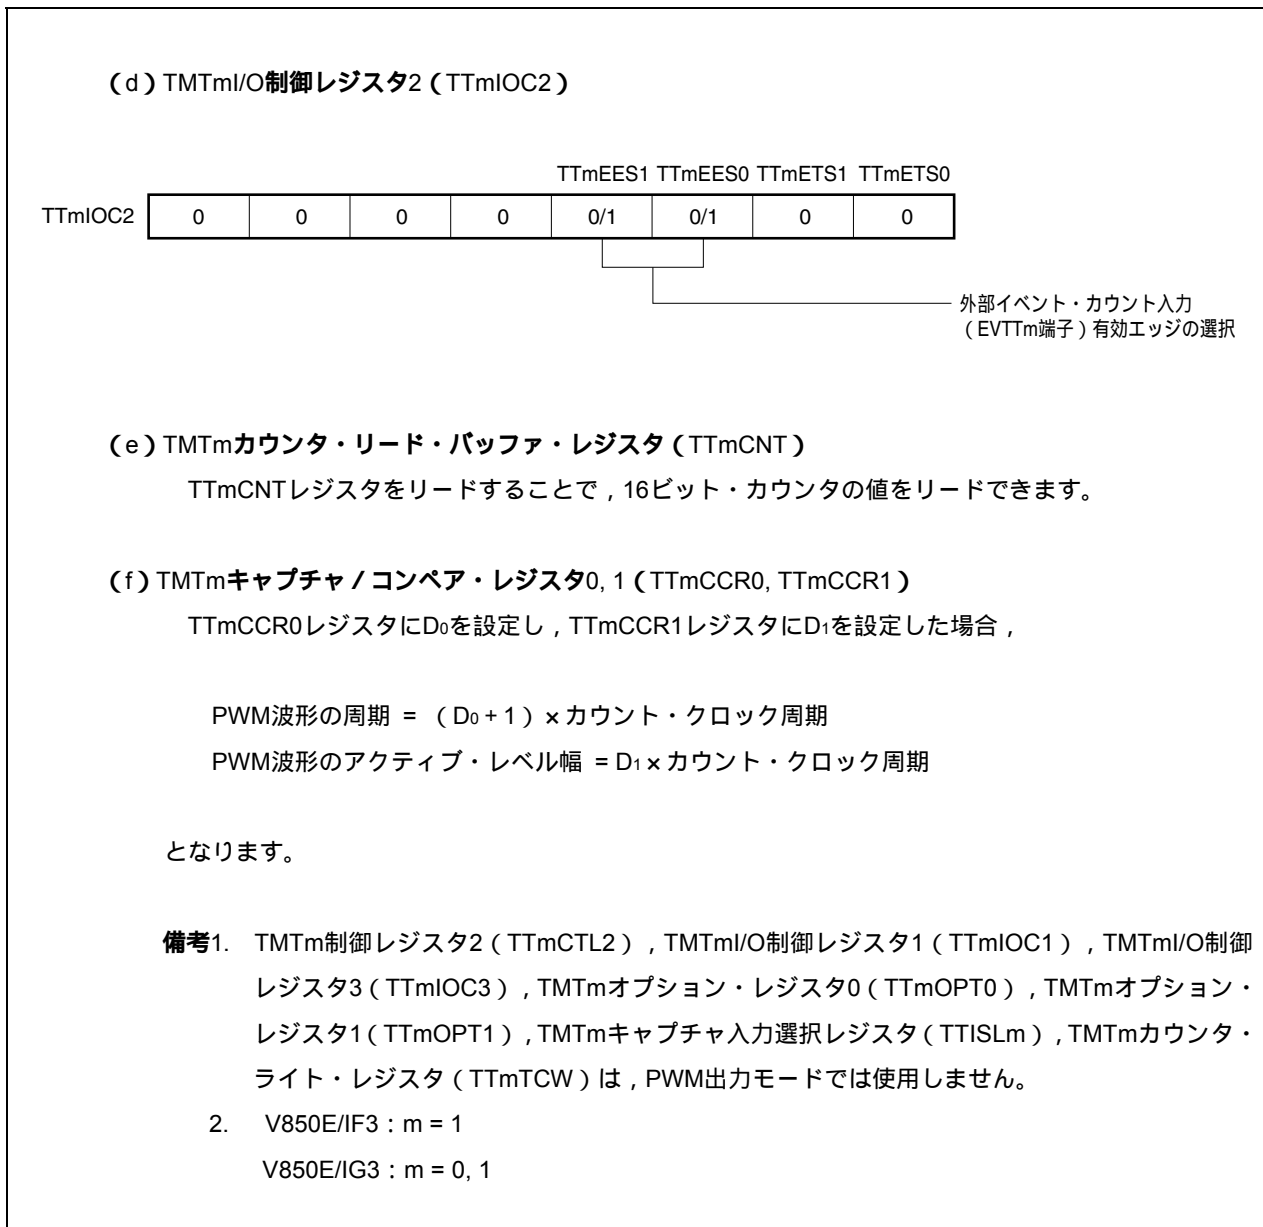 (d) TMTmI/O制御レジスタ2 (TTmIOC2)
TTmEES1 TTmEES0 TTmETS1 TTmETS0
TTmIOC2 0 0 0 0 0/1 0/1 0 0
外部イベント・カウント入力
(EVTTm端子) 有効エッジの選択
(e) TMTmカウンタ・リード・バッファ・レジスタ (TTmCNT)
TTmCNTレジスタをリードすることで,16ビット・カウンタの値をリードできます。
(f) TMTmキャプチャ/コンペア・レジスタ0, 1 (TTmCCR0, TTmCCR1)
TTmCCR0レジスタにD0を設定し,TTmCCR1レジスタにD1を設定した場合,
PWM波形の周期 = (D0 + 1) × カウント・クロック周期
PWM波形のアクティブ・レベル幅 = D1 × カウント・クロック周期
となります。
備考1. TMTm制御レジスタ2 (TTmCTL2) , TMTmI/O制御レジスタ1 (TTmIOC1) , TMTmI/O制御
レジスタ3 (TTmIOC3) , TMTmオプション・レジスタ0 (TTmOPT0) , TMTmオプション・
レジスタ1 (TTmOPT1) , TMTmキャプチャ入力選択レジスタ (TTISLm) , TMTmカウンタ・
ライト・レジスタ (TTmTCW) は,PWM出力モードでは使用しません。
2. V850E/IF3:m = 1
V850E/IG3:m = 0, 1